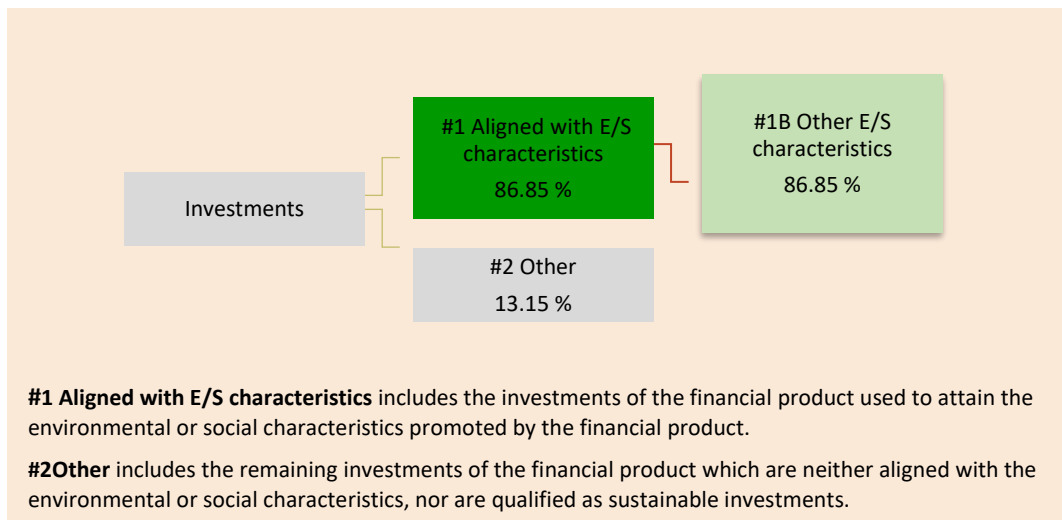 #1 Aligned with E/S
characteristics
86.85 %
#1B Other E/S
characteristics
86.85 %
Investments
#2 Other
13.15 %
#1 Aligned with E/S characteristics includes the investments of the financial product used to attain the
environmental or social characteristics promoted by the financial product.
#2Other includes the remaining investments of the financial product which are neither aligned with the
environmental or social characteristics, nor are qualified as sustainable investments.